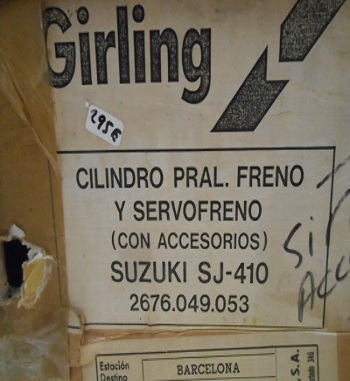 Girling
295€
CILINDRO PRAL. FRENO
Y SERVOFRENO
(CON ACCESORIOS)
SUZUKI SJ-410
2676.049.053
Si
Estación
Destino
BARCELONA
S.A.